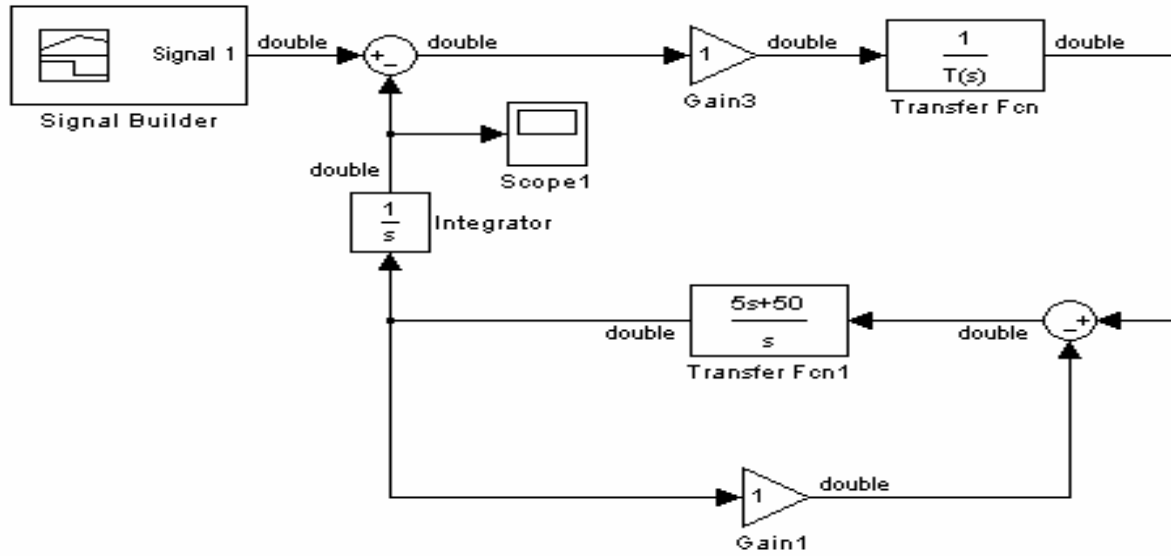 Signal 1
double
double
1
double
1
T(s)
double
Signal Builder
Gain3
Transfer Fcn
double
Scope1
1
s
Integrator
5s+50
s
double
double
Transfer Fcn1
1
double
Gain1